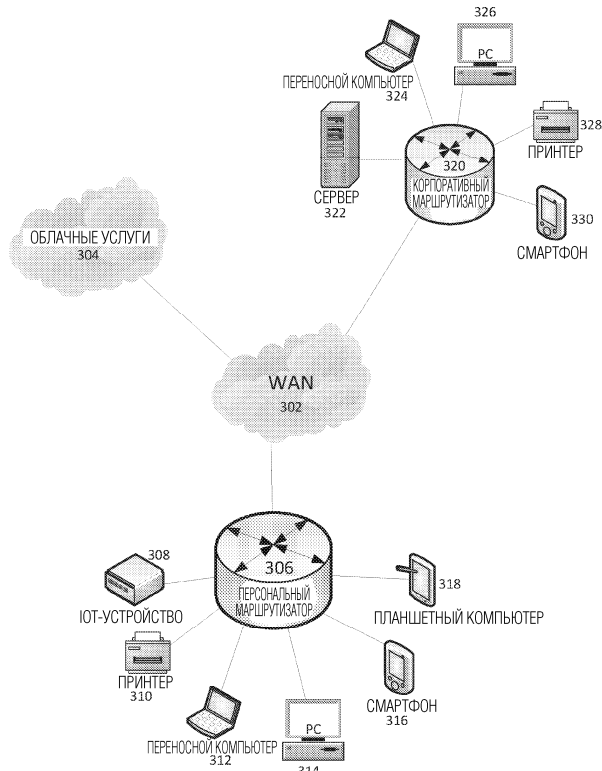 326
PC
ПЕРЕНОСНОЙ КОМПЬЮТЕР
324
328
ПРИНТЕР
320
КОРПОРАТИВНЫЙ
МАРШРУТИЗАТОР
СЕРВЕР
322
330
СМАРТФОН
ОБЛАЧНЫЕ УСЛУГИ
304
WAN
302
308
IOT-УСТРОЙСТВО
306
ПЕРСОНАЛЬНЫЙ
МАРШРУТИЗАТОР
318
ПЛАНШЕТНЫЙ КОМПЬЮТЕР
ПРИНТЕР
310
СМАРТФОН
316
PC
ПЕРЕНОСНОЙ КОМПЬЮТЕР
312
314